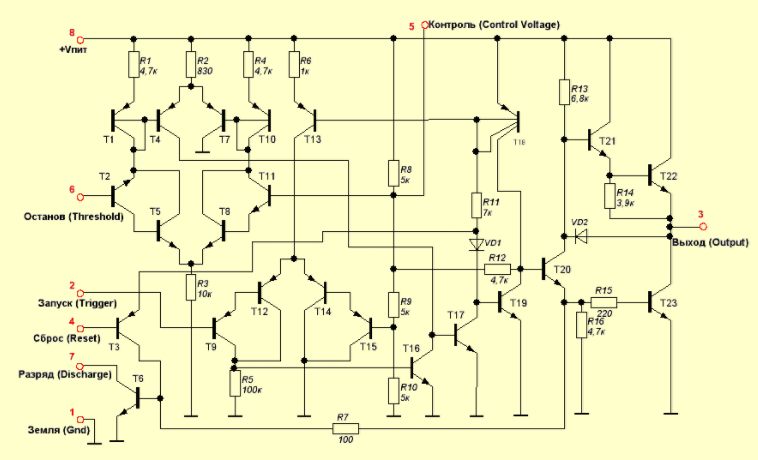 5 Контроль (Control Voltage)
8
+Vпит
R1
4,7к
R2
830
R4
4,7к
R6
1к
R13
6,8к
T1
T4
T7
T10
T13
T18
T21
T22
T2
T11
R8
5к
6
Останов (Threshold)
T5
T8
R11
7к
R14
3,9к
3
Выход (Output)
VD2
VD1
R12
4,7к
R3
10к
T20
2
Запуск (Trigger)
T12
T14
R9
5к
T19
R15
220
T23
4
Сброс (Reset)
T3
T9
T15
T16
T17
R16
4,7к
7
Разряд (Discharge)
T6
R5
100к
R10
5к
1
Земля (Gnd)
R7
100